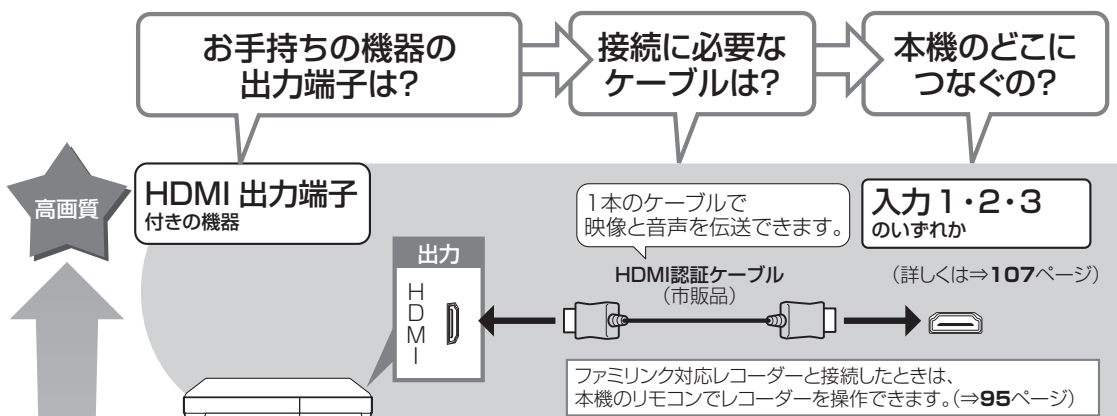 お手持ちの機器の
出力端子は?
接続に必要な
ケーブルは?
本機のどこに
つなぐの?
高画質
HDMI 出力端子
付きの機器
出力
HDMI
1本のケーブルで
映像と音声を伝送できます。
HDMI認証ケーブル
(市販品)
入力1・2・3
のいずれか
(詳しくは⇒107ページ)
ファミリンク対応レコーダーと接続したときは、
本機のリモコンでレコーダーを操作できます。(⇒95ページ)